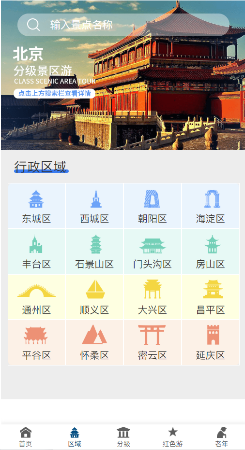 输入景点名称
北京
分级景区游
CLASS SCENIC AREA TOUR
点击上方搜索栏查看详情
行政区域
东城区 西城区 朝阳区 海淀区
丰台区 石景山区 门头沟区 房山区
通州区 顺义区 大兴区 昌平区
平谷区 怀柔区 密云区 延庆区
首页 区域 分级 红色游 老年